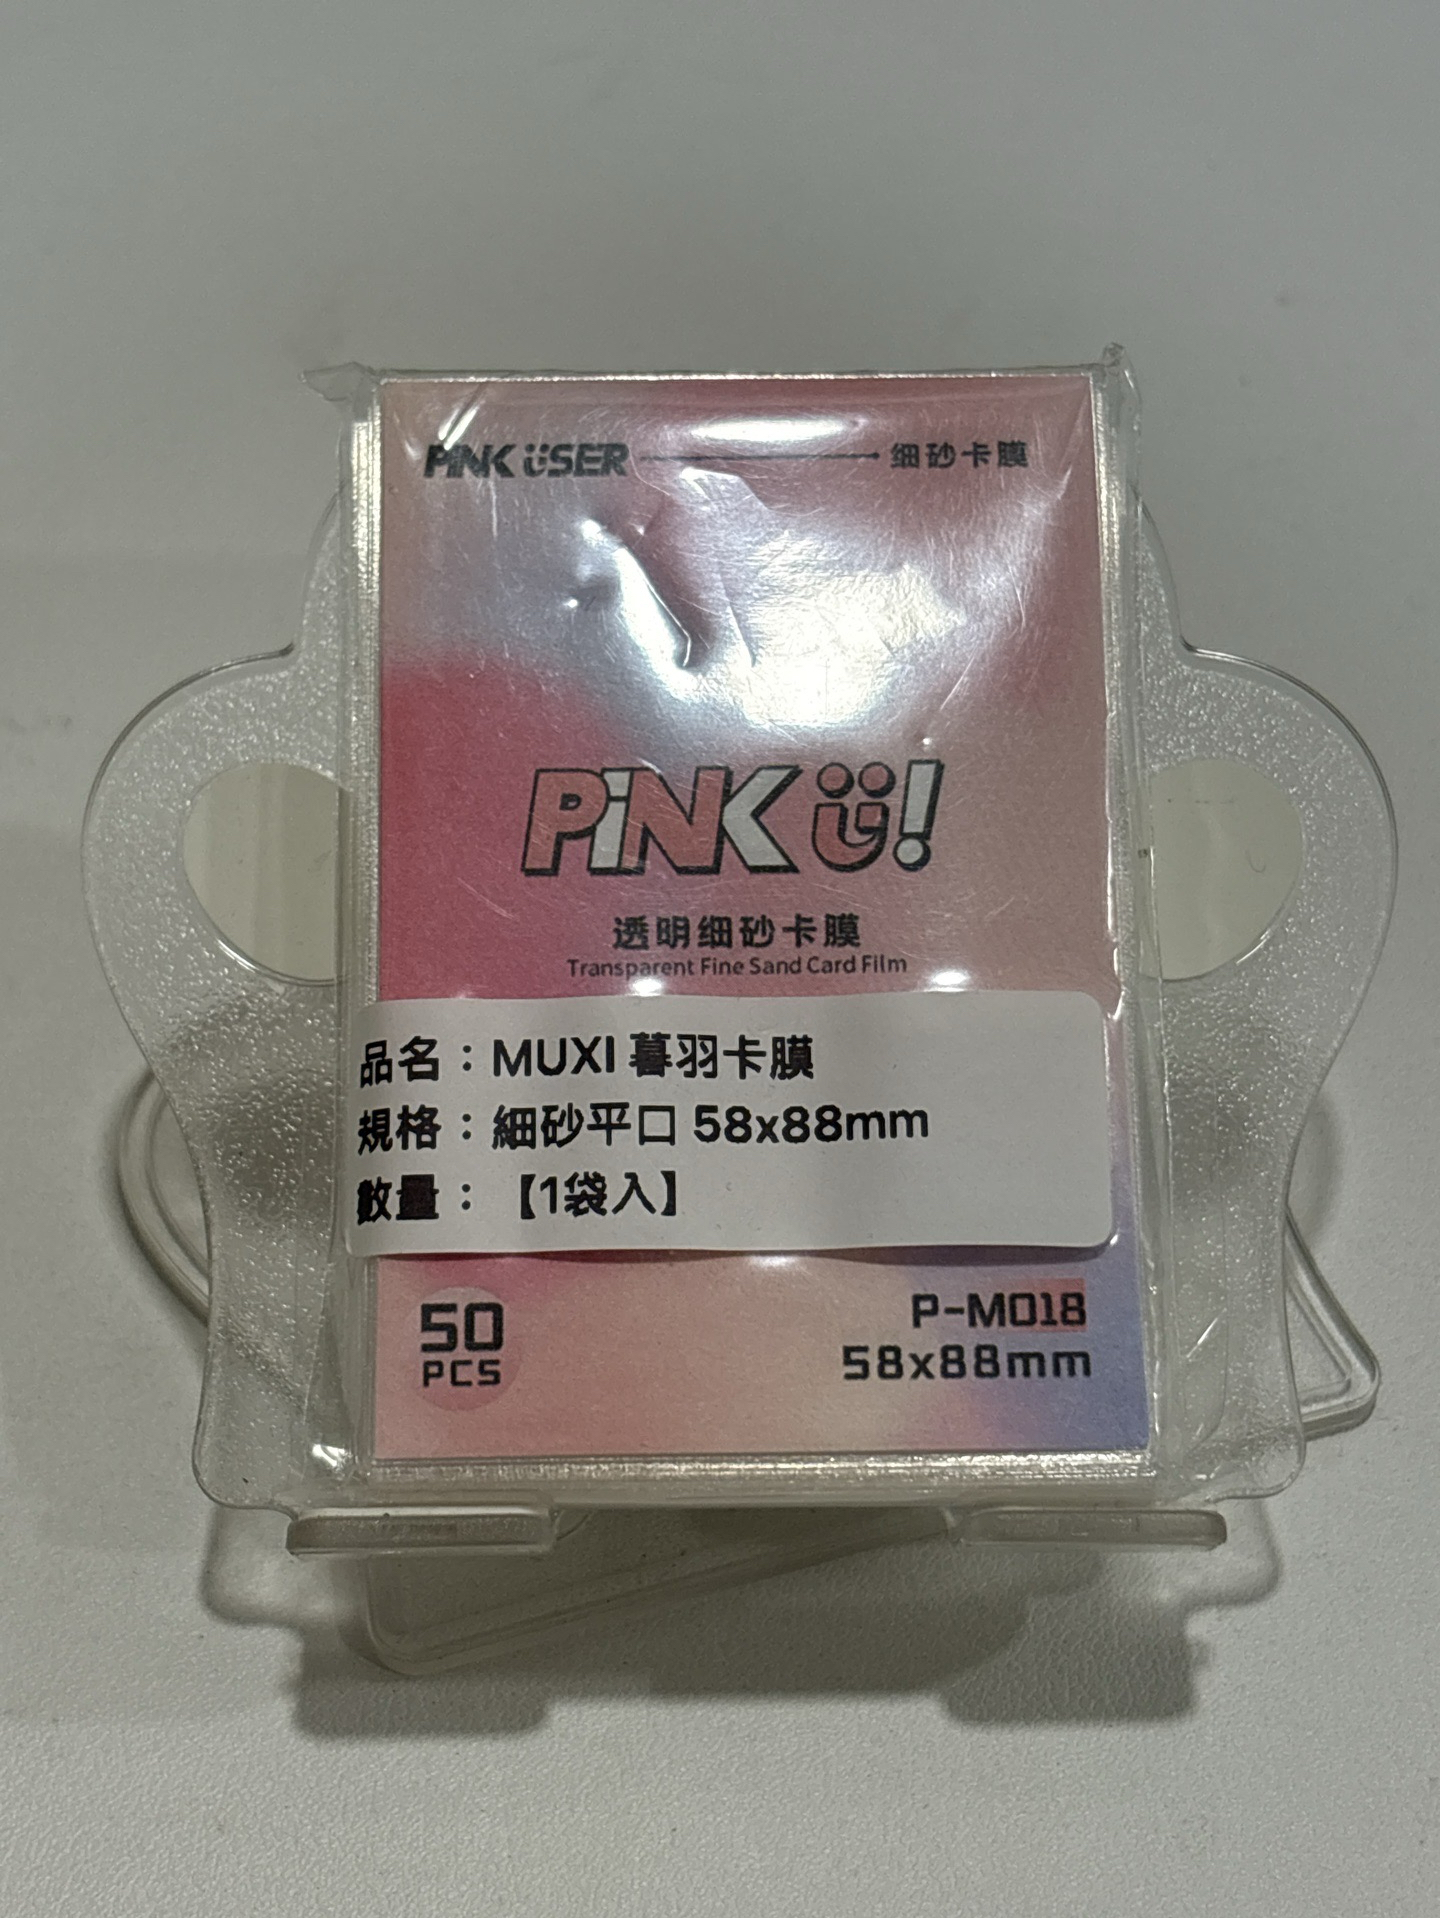 PINK ÜSER 细砂卡膜
PiNK Ü!
透明细砂卡膜
Transparent Fine Sand Card Film
品名：MUXI 暮羽卡膜
規格：細砂平口 58x88mm
數量：【1袋入】
50
PCS
P-M018
58x88mm